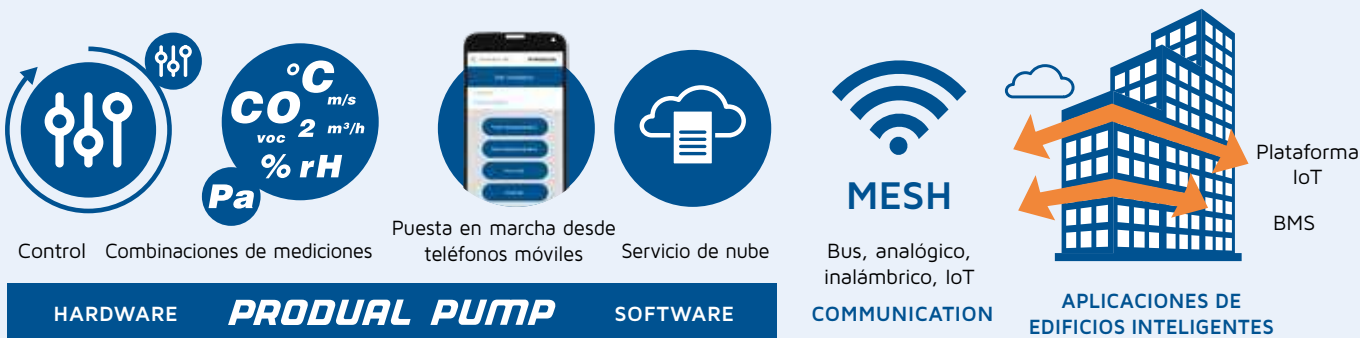 °C
CO2
m/s
voc
m³/h
% rH
Pa
Control
Combinaciones de mediciones
Puesta en marcha desde
teléfonos móviles
Servicio de nube
MESH
Bus, analógico,
inalámbrico, IoT
Plataforma
IoT
BMS
HARDWARE
PRODUAL PUMP
SOFTWARE
COMMUNICATION
APLICACIONES DE
EDIFICIOS INTELIGENTES